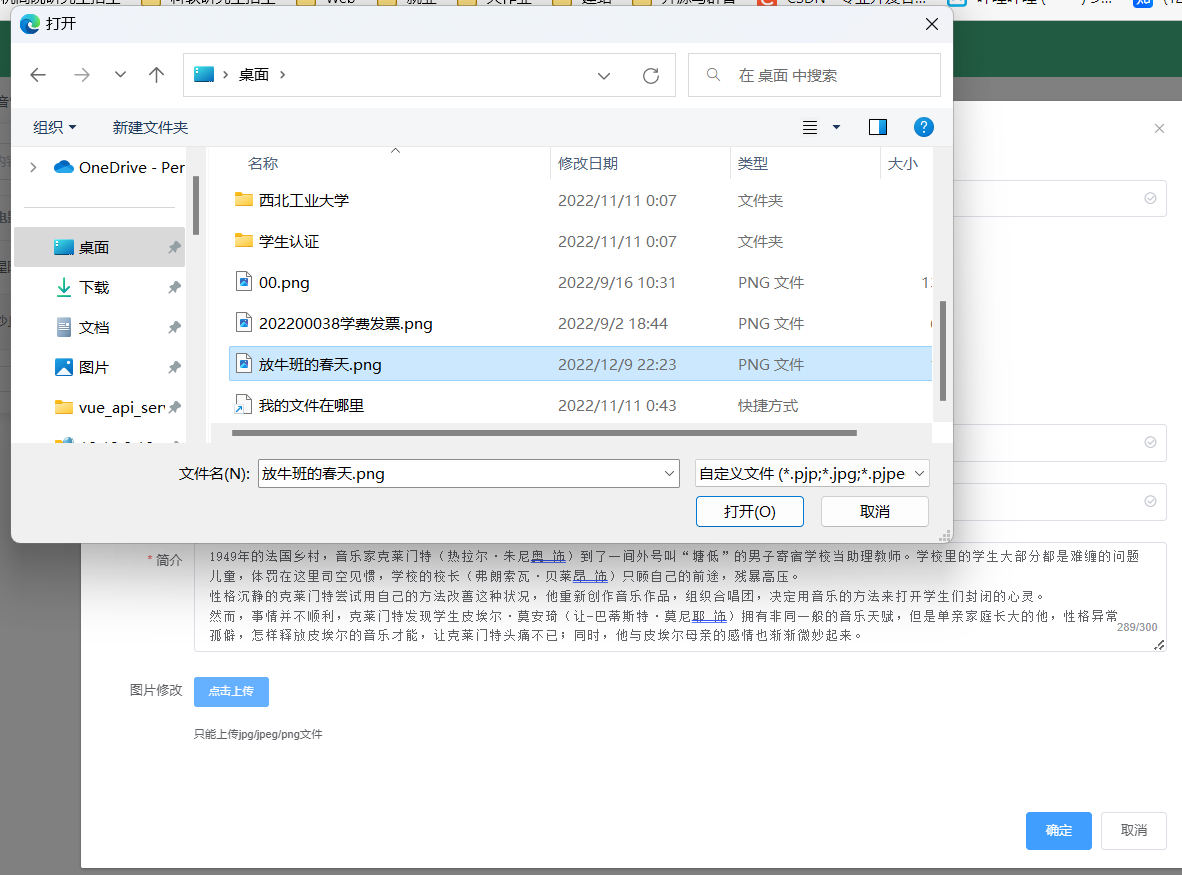 Web
就业
CSDN
打开
桌面
在 桌面 中搜索
组织
新建文件夹
OneDrive - Per
桌面
下载
文档
图片
vue_api_serv
名称 修改日期 类型 大小
西北工业大学 2022/11/11 0:07 文件夹
学生认证 2022/11/11 0:07 文件夹
00.png 2022/9/16 10:31 PNG 文件
202200038学费发票.png 2022/9/2 18:44 PNG 文件
放牛班的春天.png 2022/12/9 22:23 PNG 文件
我的文件在哪里 2022/11/11 0:43 快捷方式
文件名(N): 放牛班的春天.png 自定义文件 (*.pjp;*.jpg;*.pjpe
打开(O) 取消
* 简介
1949年的法国乡村，音乐家克莱门特（热拉尔·朱尼奥 饰）到了一间外号叫“塘低”的男子寄宿学校当助理教师。学校里的学生大部分都是难缠的问题
儿童，体罚在这里司空见惯，学校的校长（弗朗索瓦·贝莱昂 饰）只顾自己的前途，残暴高压。
性格沉静的克莱门特尝试用自己的方法改善这种状况，他重新创作音乐作品，组织合唱团，决定用音乐的方法来打开学生们封闭的心灵。
然而，事情并不顺利，克莱门特发现学生皮埃尔·莫安琦（让-巴蒂斯特·莫尼耶 饰）拥有非同一般的音乐天赋，但是单亲家庭长大的他，性格异常
孤僻，怎样释放皮埃尔的音乐才能，让克莱门特头痛不已；同时，他与皮埃尔母亲的感情也渐渐微妙起来。
289/300
图片修改 点击上传
只能上传jpg/jpeg/png文件
确定 取消